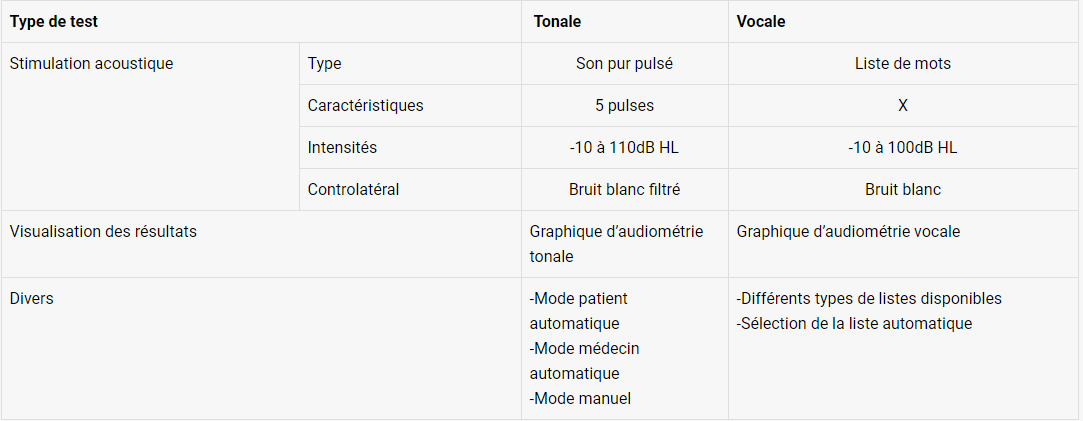 Type de test Tonale Vocale
Stimulation acoustique Type Son pur pulsé Liste de mots
Caractéristiques 5 pulses X
Intensités -10 à 110dB HL -10 à 100dB HL
Controlatéral Bruit blanc filtré Bruit blanc
Visualisation des résultats Graphique d’audiométrie Graphique d’audiométrie vocale
tonale
Divers -Mode patient -Différents types de listes disponibles
automatique -Sélection de la liste automatique
-Mode médecin
automatique
-Mode manuel